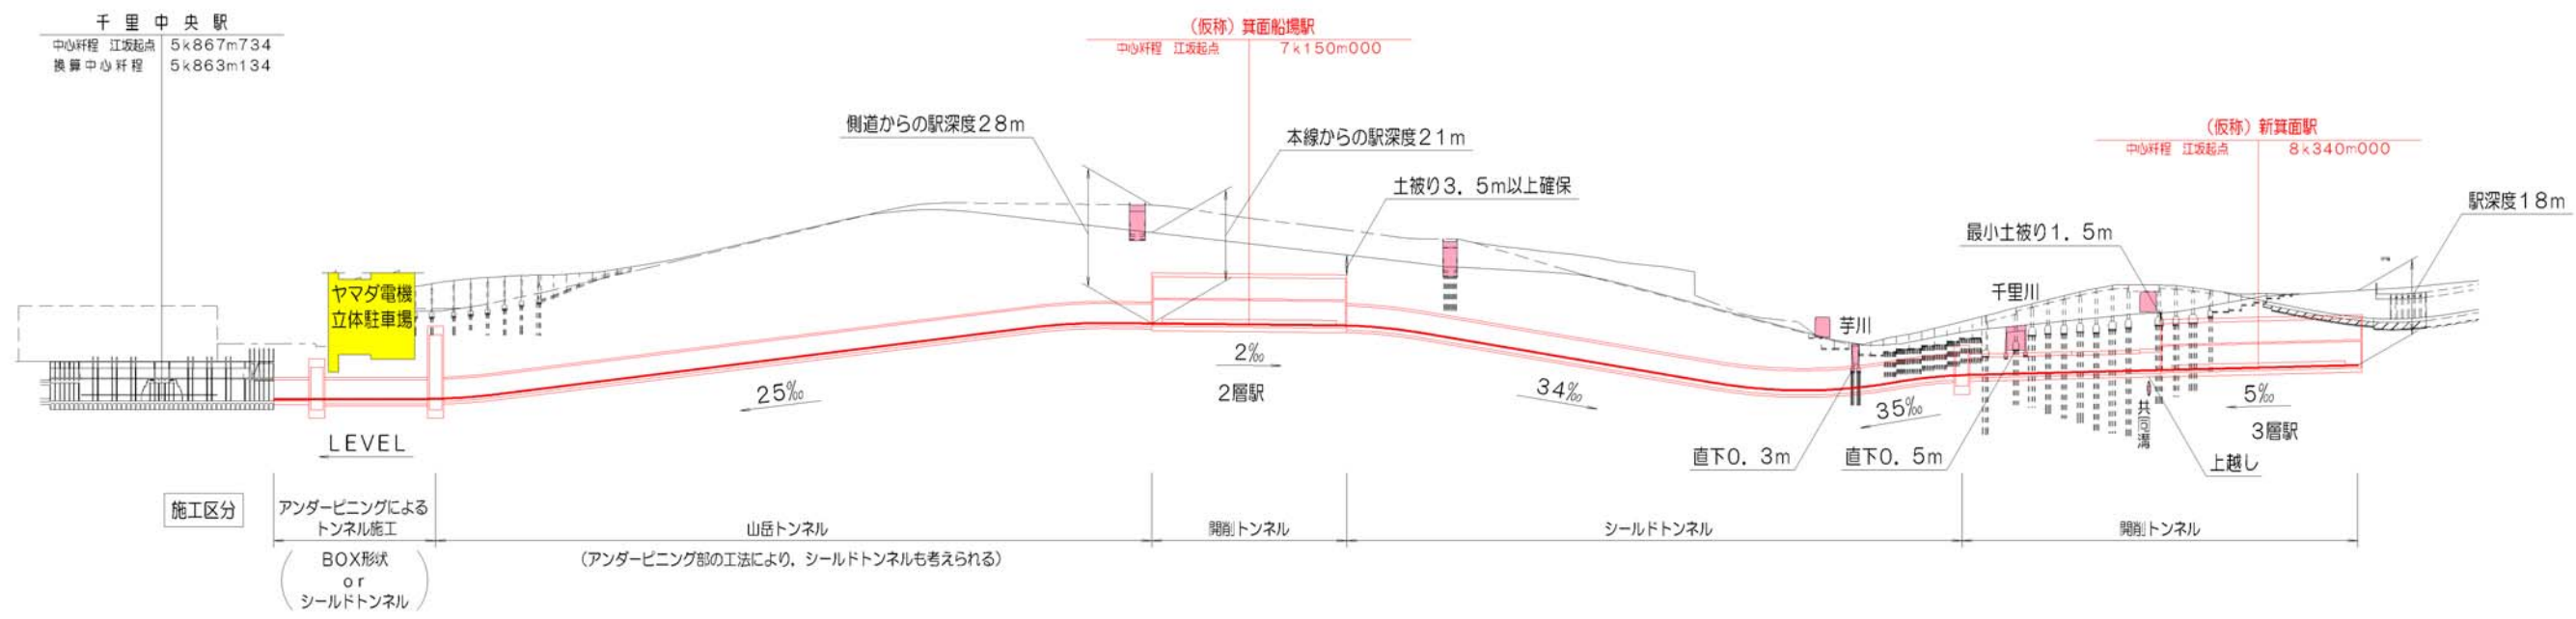 千里中央駅
中心粁程 江坂起点 5k867m734
換算中心粁程 5k863m134
(仮称)箕面船場駅
中心粁程 江坂起点 7k150m000
側道からの駅深度28m
本線からの駅深度21m
土被り3.5m以上確保
(仮称)新箕面駅
中心粁程 江坂起点 8k340m000
駅深度18m
最小土被り1.5m
千里川
芋川
ヤマダ電機
立体駐車場
LEVEL
25‰
2‰
2層駅
34‰
35‰
5‰
3層駅
共同溝
直下0.3m
直下0.5m
上越し
施工区分
アンダーピニングによる
トンネル施工
BOX形状
or
シールドトンネル
山岳トンネル
(アンダーピニング部の工法により,シールドトンネルも考えられる)
開削トンネル
シールドトンネル
開削トンネル